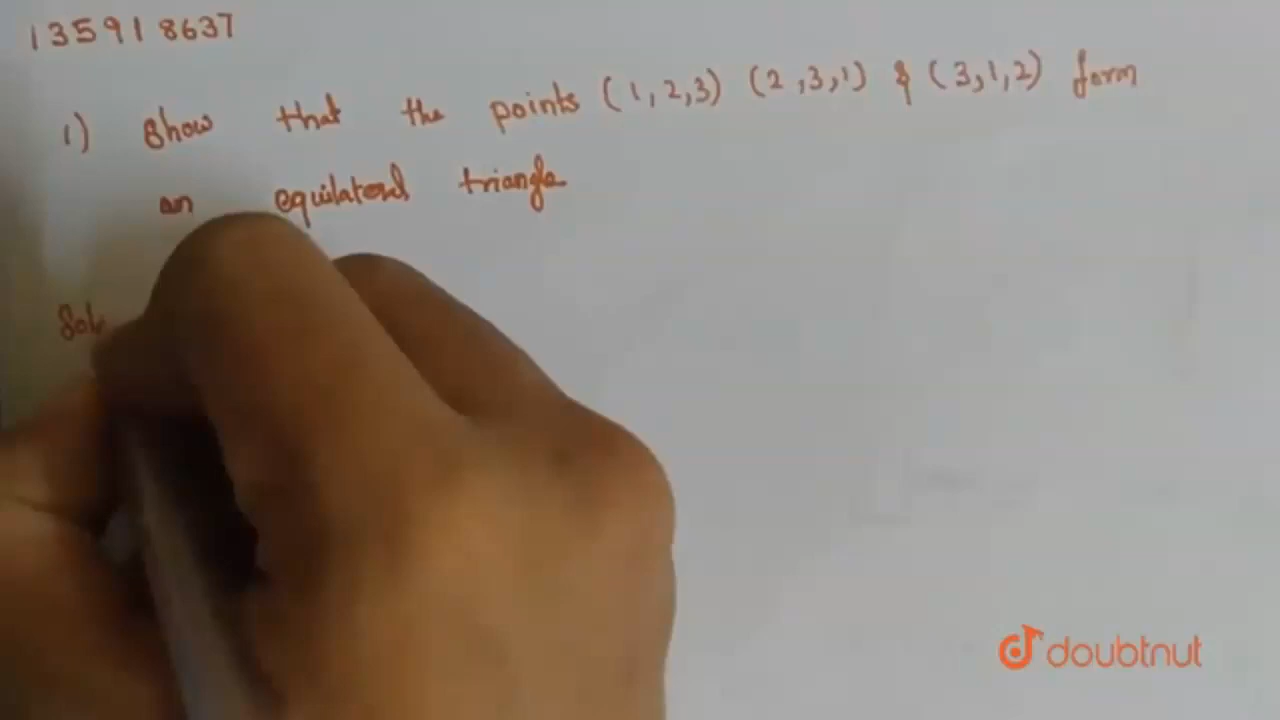 135918637
1) Show that the points (1,2,3) (2,3,1) & (3,1,2) form
an equilateral triangle
Sol
doubtnut